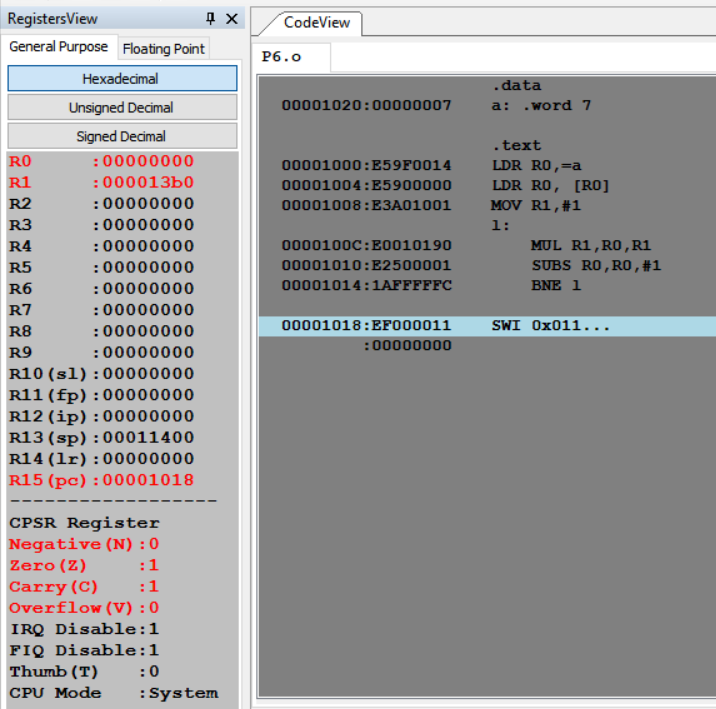 RegistersView
General Purpose Floating Point
Hexadecimal
Unsigned Decimal
Signed Decimal
R0 :00000000
R1 :000013b0
R2 :00000000
R3 :00000000
R4 :00000000
R5 :00000000
R6 :00000000
R7 :00000000
R8 :00000000
R9 :00000000
R10(sl):00000000
R11(fp):00000000
R12(ip):00000000
R13(sp):00011400
R14(lr):00000000
R15(pc):00001018
------------------
CPSR Register
Negative(N):0
Zero(Z) :1
Carry(C) :1
Overflow(V):0
IRQ Disable:1
FIQ Disable:1
Thumb(T) :0
CPU Mode :System
CodeView
P6.o
.data
00001020:00000007 a: .word 7
.text
00001000:E59F0014 LDR R0,=a
00001004:E5900000 LDR R0, [R0]
00001008:E3A01001 MOV R1,#1
l:
0000100C:E0010190 MUL R1,R0,R1
00001010:E2500001 SUBS R0,R0,#1
00001014:1AFFFFFC BNE l
00001018:EF000011 SWI 0x011...
:00000000